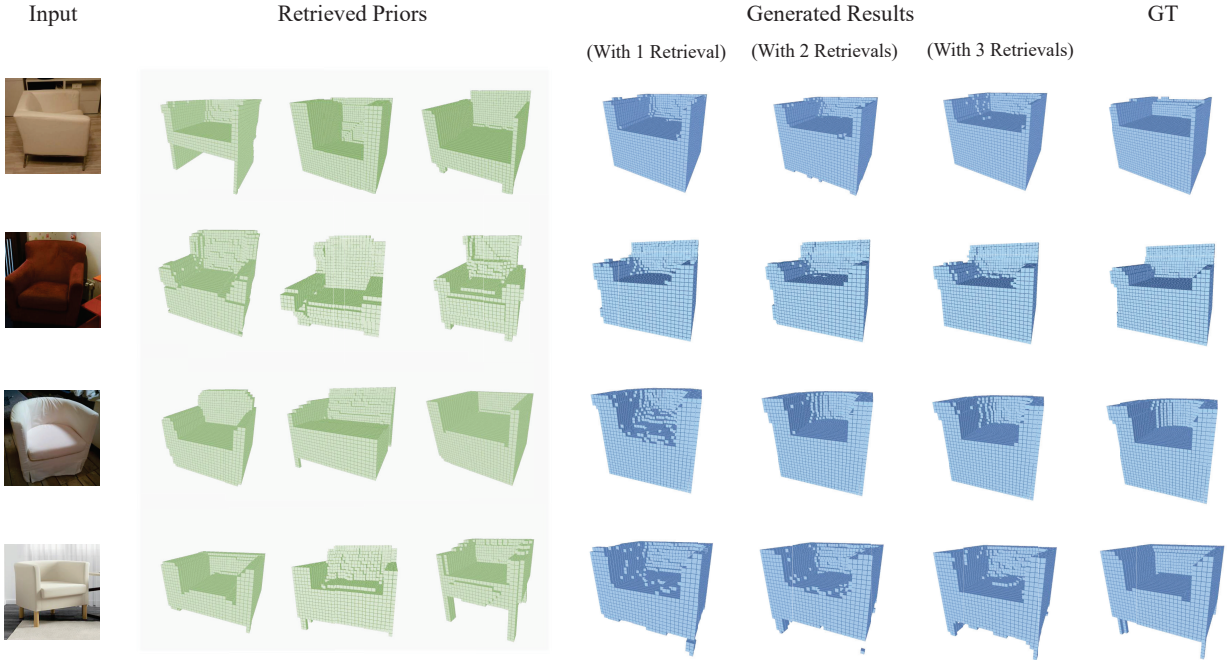 Input Retrieved Priors Generated Results GT
(With 1 Retrieval) (With 2 Retrievals) (With 3 Retrievals)